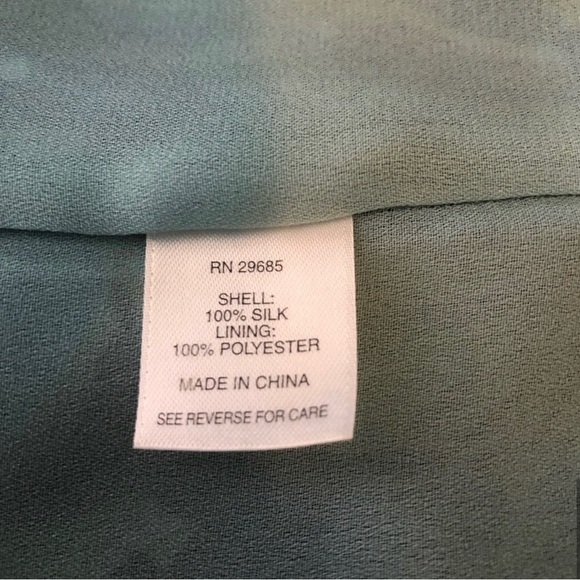 RN 29685
SHELL:
100% SILK
LINING:
100% POLYESTER
MADE IN CHINA
SEE REVERSE FOR CARE